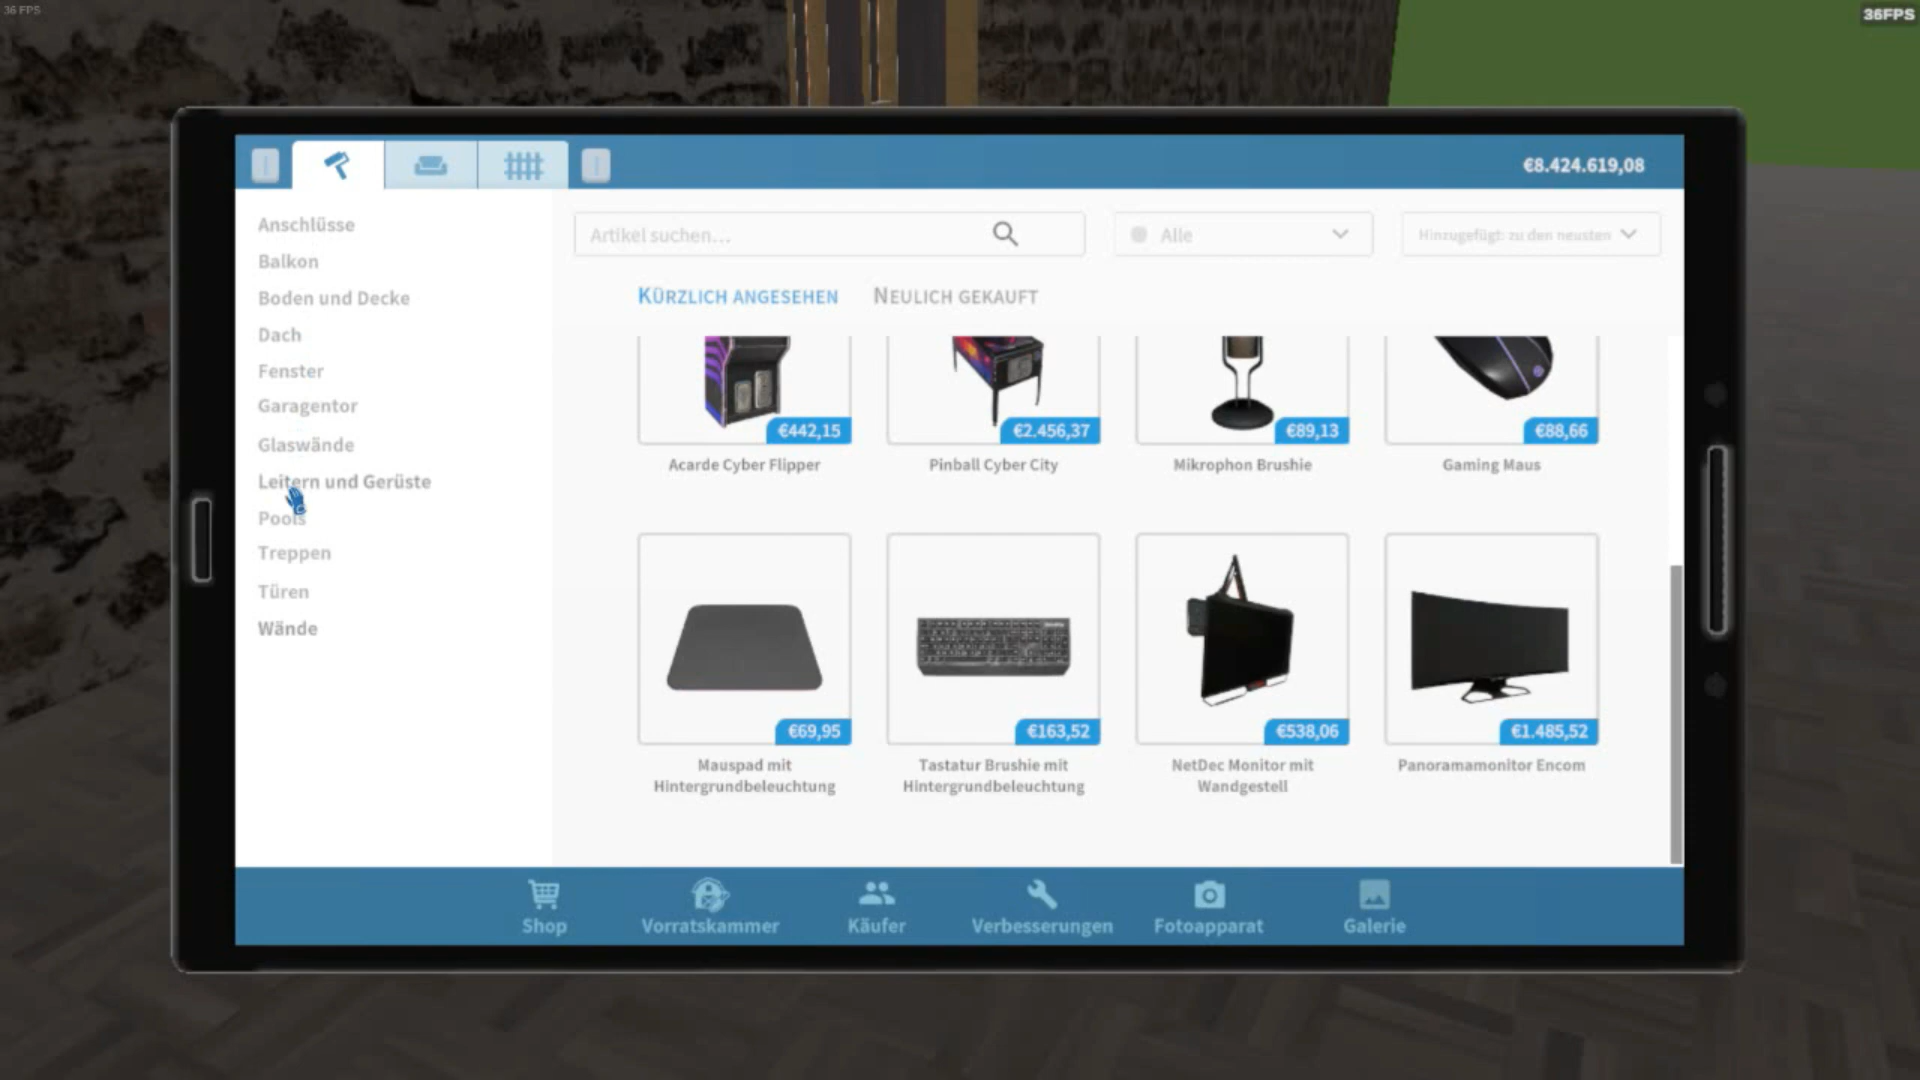 36 FPS
36FPS
€8.424.619,08
Anschlüsse
Balkon
Boden und Decke
Dach
Fenster
Garagentor
Glaswände
Leitern und Gerüste
Pools
Treppen
Türen
Wände
Artikel suchen...
Alle
Hinzugefügt: zu den neusten
KÜRZLICH ANGESEHEN
NEULICH GEKAUFT
€442,15
€2.456,37
€89,13
€88,66
Acarde Cyber Flipper
Pinball Cyber City
Mikrophon Brushie
Gaming Maus
€69,95
€163,52
€538,06
€1.485,52
Mauspad mit
Hintergrundbeleuchtung
Tastatur Brushie mit
Hintergrundbeleuchtung
NetDec Monitor mit
Wandgestell
Panoramamonitor Encom
Shop
Vorratskammer
Käufer
Verbesserungen
Fotoapparat
Galerie